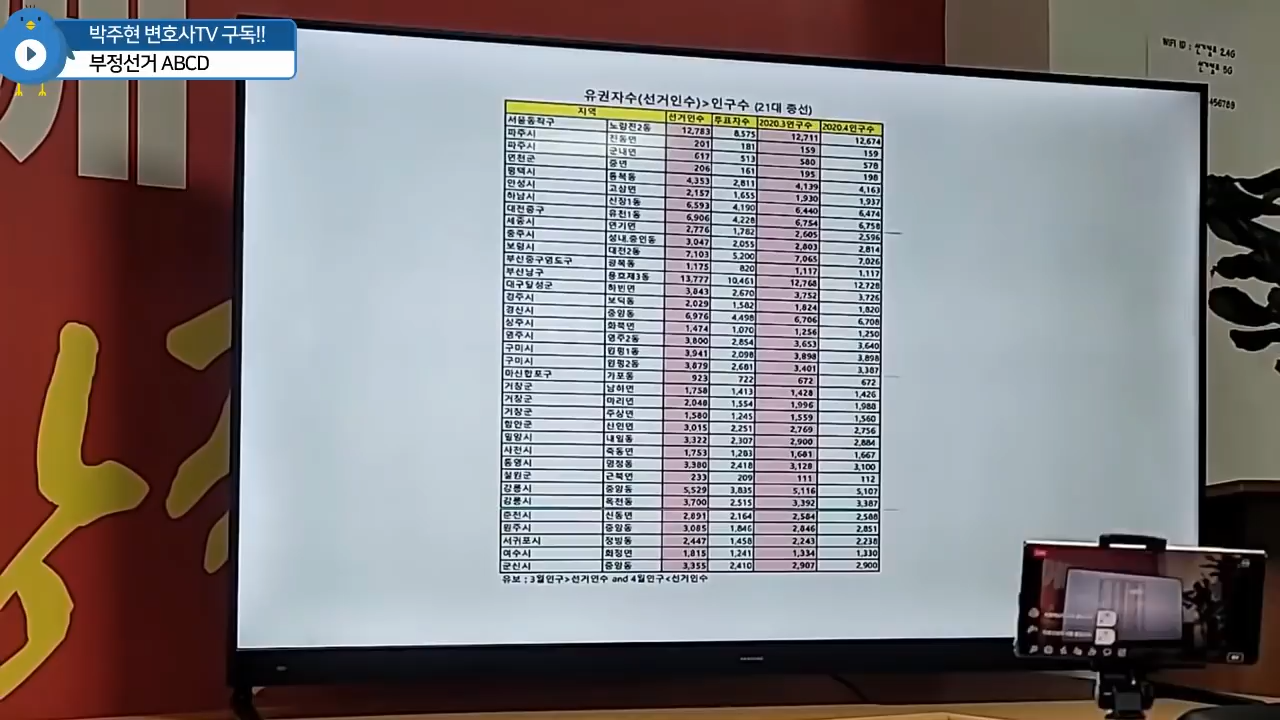 박주현 변호사TV 구독!!
부정선거 ABCD
WIFI ID : 선거정보 2.4G
선거정보 5G
456789
유권자수(선거인수)>인구수 (21대 총선)
지역 선거인수 투표자수 2020.3인구수 2020.4인구수
서울동작구 노량진2동 12,783 8,575 12,711 12,674
파주시 진동면 201 181 159 159
파주시 군내면 617 513 580 578
연천군 중면 206 161 195 198
평택시 통복동 4,353 2,811 4,139 4,163
안성시 고삼면 2,157 1,655 1,930 1,937
하남시 신장1동 6,593 4,190 6,440 6,474
대전중구 유천1동 6,906 4,228 6,754 6,758
세종시 연기면 2,776 1,782 2,605 2,596
충주시 성내.충인동 3,047 2,055 2,803 2,814
보령시 대천2동 7,103 5,200 7,065 7,026
부산중구영도구 광복동 1,175 820 1,117 1,117
부산남구 용호제3동 13,777 10,461 12,768 12,728
대구달성군 하빈면 3,843 2,670 3,752 3,726
경주시 보덕동 2,029 1,582 1,824 1,820
경산시 중앙동 6,976 4,498 6,706 6,708
상주시 화북면 1,474 1,070 1,256 1,250
영주시 영주2동 3,800 2,854 3,653 3,640
구미시 원평1동 3,941 2,098 3,898 3,898
구미시 원평2동 3,879 2,681 3,401 3,387
마산합포구 가포동 923 722 672 672
거창군 남하면 1,758 1,413 1,428 1,426
거창군 마리면 2,048 1,554 1,996 1,988
거창군 주상면 1,580 1,245 1,559 1,560
함안군 산인면 3,015 2,251 2,769 2,756
밀양시 내일동 3,322 2,307 2,900 2,884
사천시 축동면 1,753 1,283 1,681 1,667
통영시 명정동 3,380 2,418 3,128 3,100
철원군 근북면 233 209 111 112
강릉시 중앙동 5,529 3,835 5,116 5,107
강릉시 옥천동 3,700 2,515 3,392 3,387
춘천시 신동면 2,891 2,164 2,584 2,588
원주시 중앙동 3,085 1,846 2,846 2,851
서귀포시 정방동 2,447 1,458 2,243 2,238
여수시 화정면 1,815 1,241 1,334 1,330
군산시 중앙동 3,355 2,410 2,907 2,900
유보 : 3월인구>선거인수 and 4월인구<선거인수
SAMSUNG